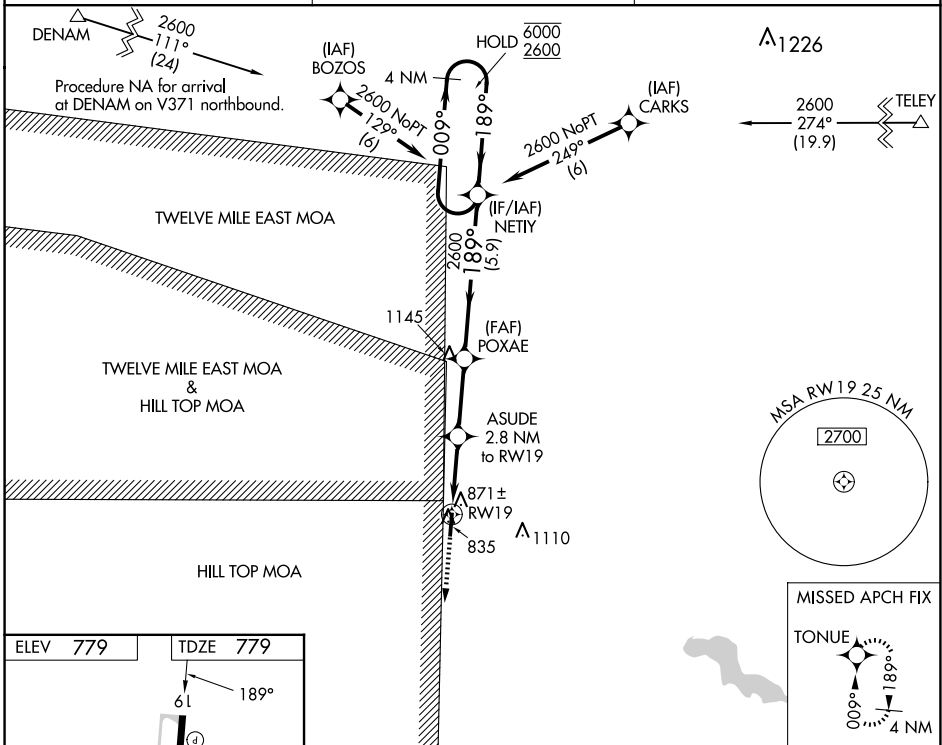 DENAM
2600
111°
(24)
Procedure NA for arrival
at DENAM on V371 northbound.
(IAF)
BOZOS
2600 NoPT
129°
(6)
4 NM
HOLD
6000
2600
009°
189°
(IAF)
CARKS
2600 NoPT
249°
(6)
1226
2600
274°
(19.9)
TELEY
(IF/IAF)
NETIY
2600
189°
(5.9)
TWELVE MILE EAST MOA
1145
(FAF)
POXAE
TWELVE MILE EAST MOA
&
HILL TOP MOA
ASUDE
2.8 NM
to RW19
871±
RW19
835
1110
MSA RW 19 25 NM
2700
HILL TOP MOA
MISSED APCH FIX
TONUE
009°
189°
4 NM
ELEV 779
TDZE 779
189°
19
P